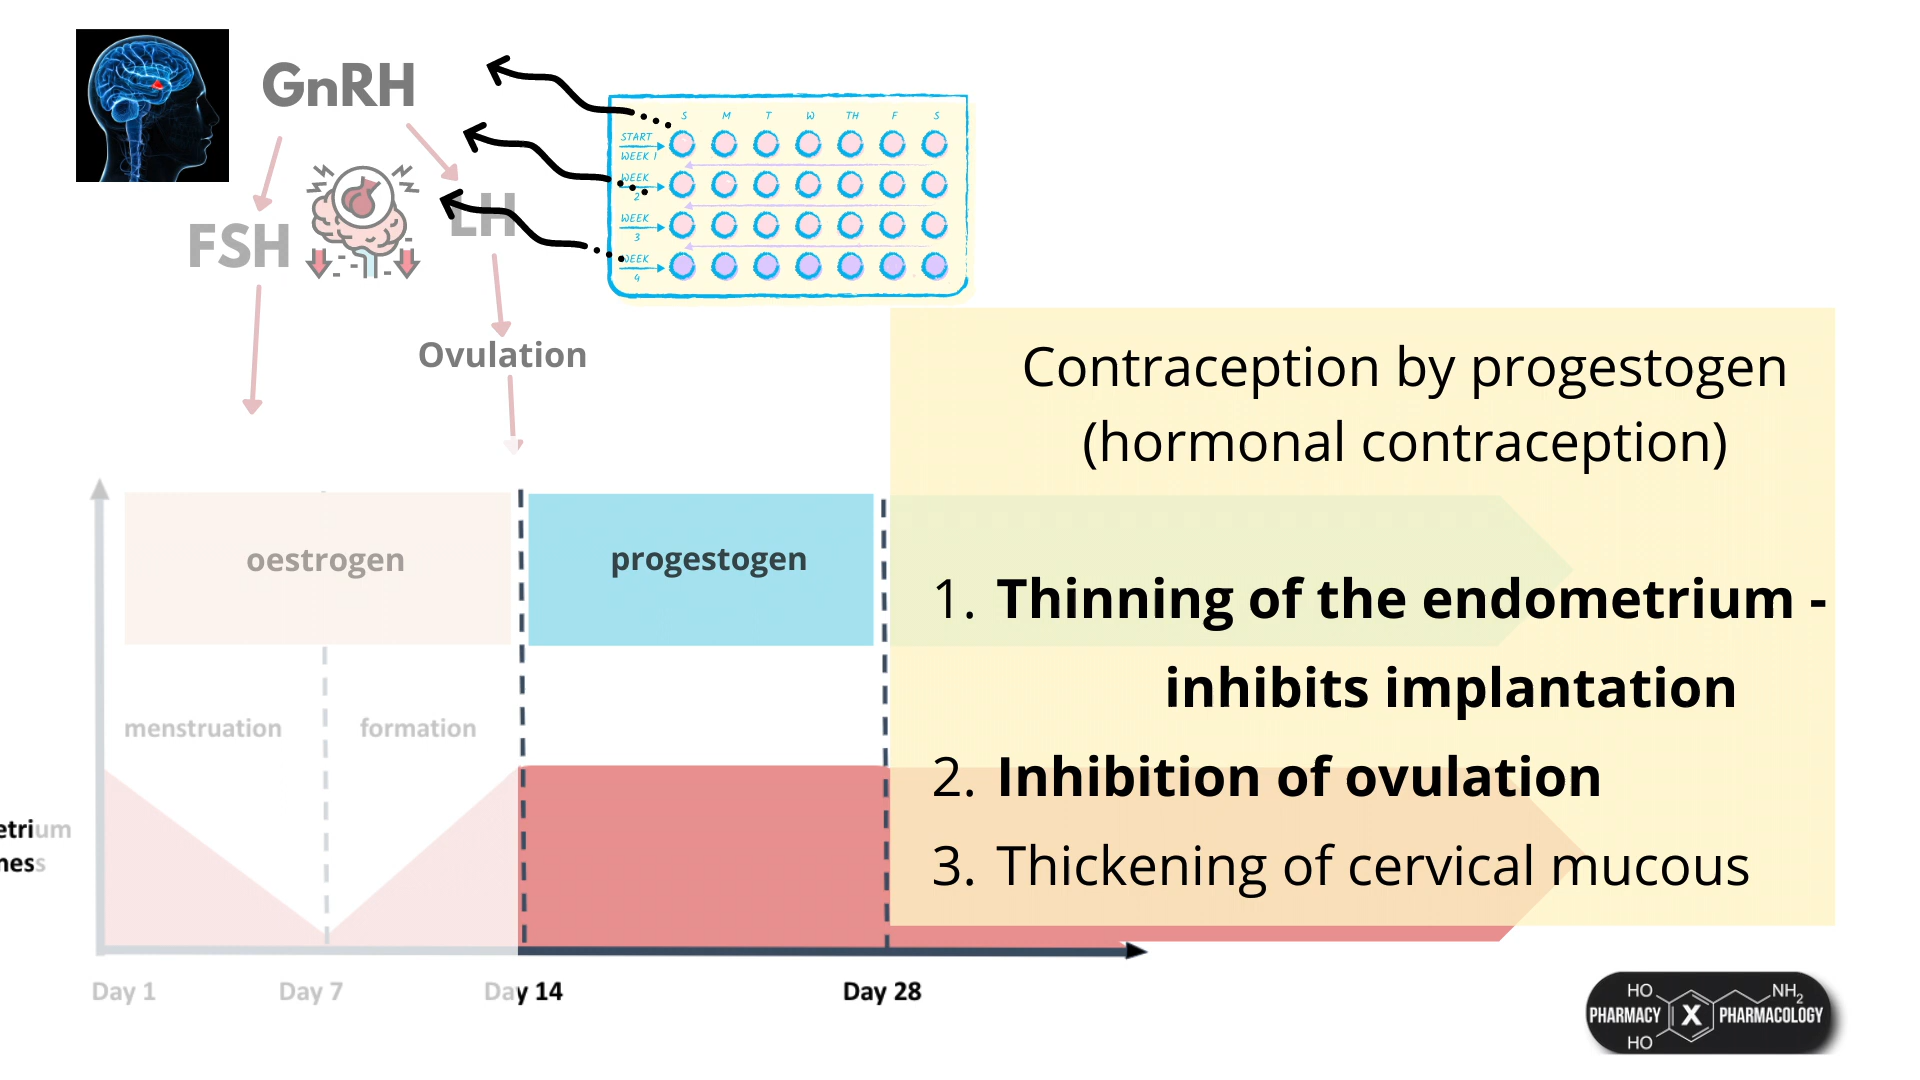 GnRH
FSH
LH
Ovulation
S M T W TH F S
START
WEEK 1
WEEK
2
WEEK
3
WEEK
4
Contraception by progestogen
(hormonal contraception)
1. Thinning of the endometrium -
inhibits implantation
2. Inhibition of ovulation
3. Thickening of cervical mucous
oestrogen
progestogen
menstruation
formation
etrium
ness
Day 1
Day 7
Day 14
Day 28
HO
NH2
PHARMACY X PHARMACOLOGY
HO